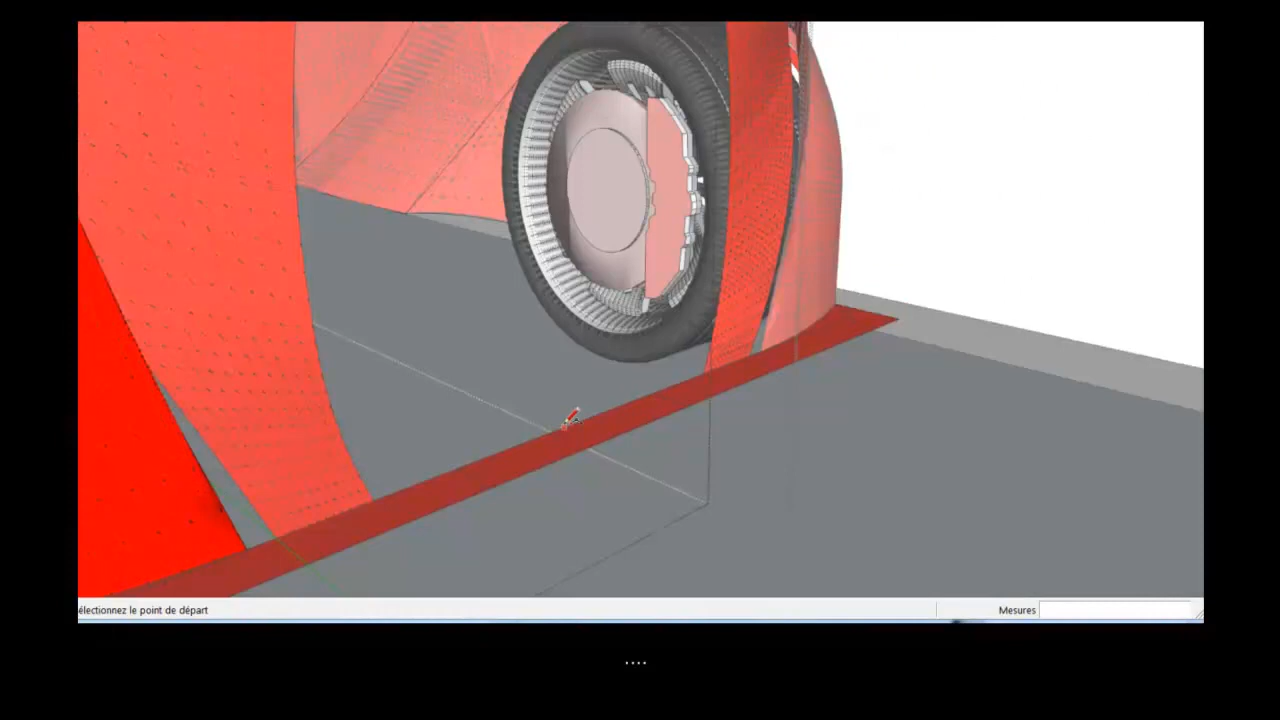 électionnez le point de départ
Mesures
....